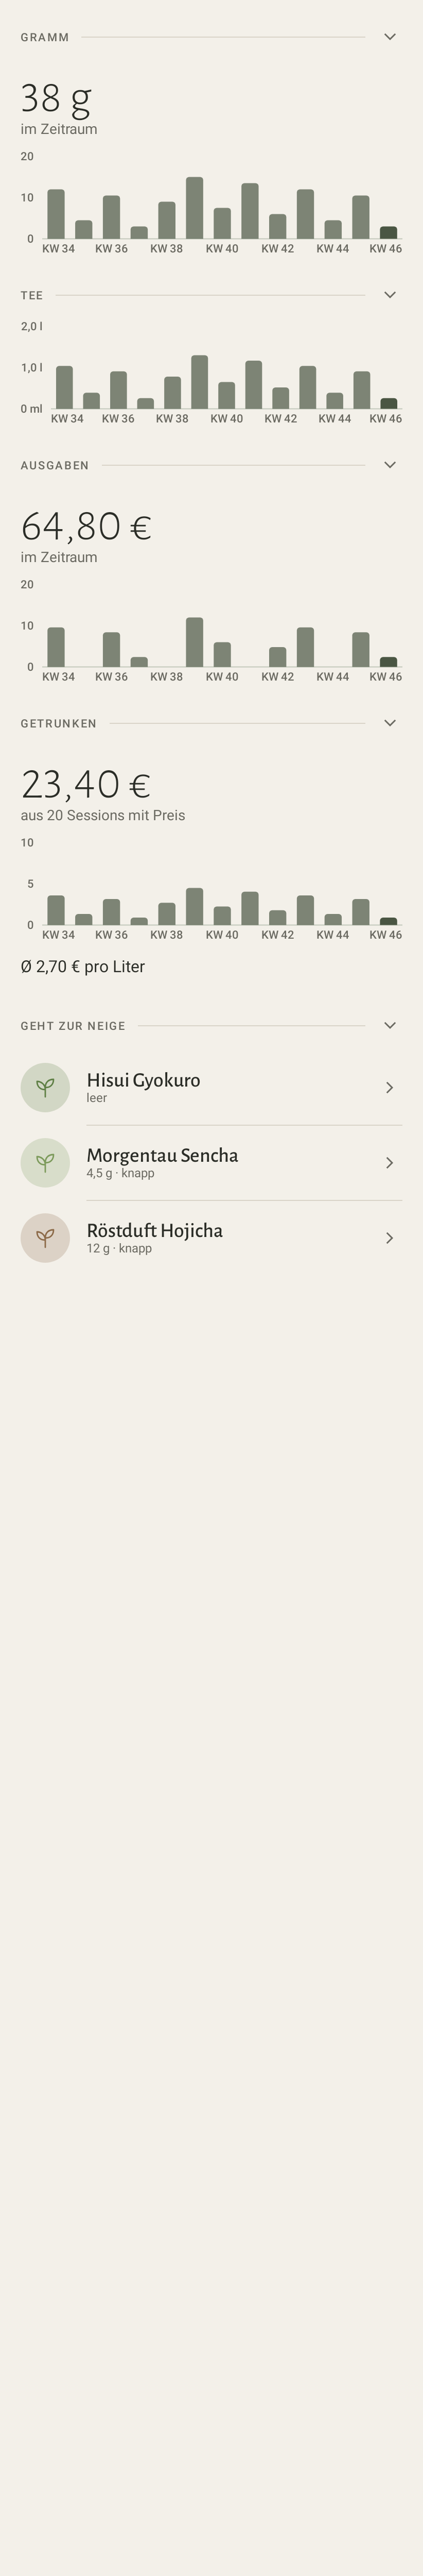 GRAMM
38 g
im Zeitraum
20
10
0
KW 34 KW 36 KW 38 KW 40 KW 42 KW 44 KW 46
TEE
2,0 l
1,0 l
0 ml
KW 34 KW 36 KW 38 KW 40 KW 42 KW 44 KW 46
AUSGABEN
64,80 €
im Zeitraum
20
10
0
KW 34 KW 36 KW 38 KW 40 KW 42 KW 44 KW 46
GETRUNKEN
23,40 €
aus 20 Sessions mit Preis
10
5
0
KW 34 KW 36 KW 38 KW 40 KW 42 KW 44 KW 46
Ø 2,70 € pro Liter
GEHT ZUR NEIGE
Hisui Gyokuro
leer
Morgentau Sencha
4,5 g · knapp
Röstduft Hojicha
12 g · knapp